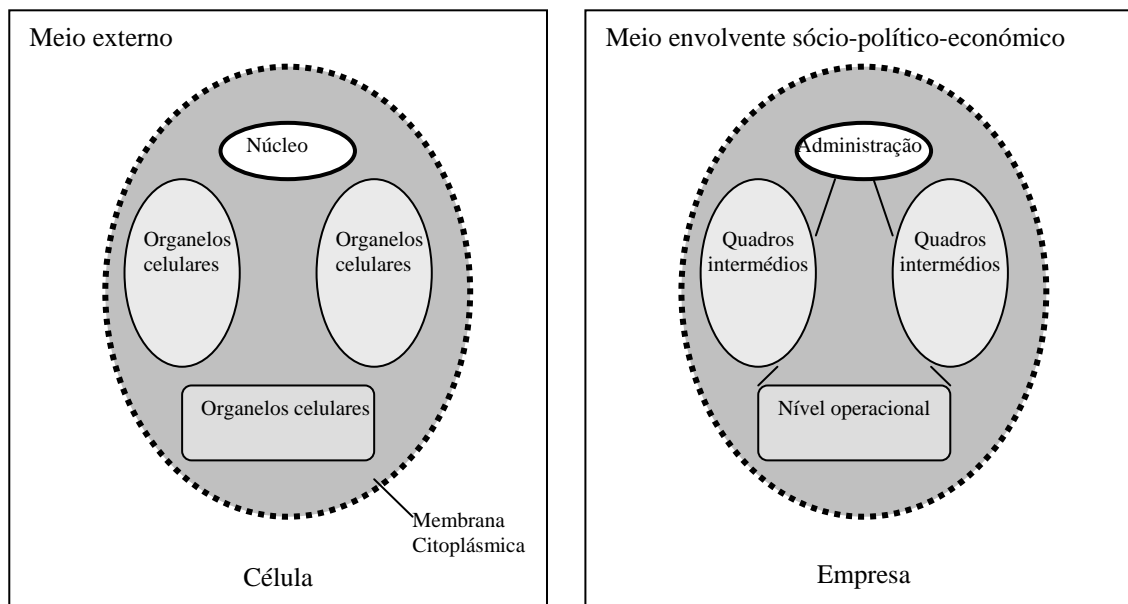 Meio externo
Núcleo
Organelos
celulares
Organelos
celulares
Organelos celulares
Membrana
Citoplásmica
Célula
Meio envolvente sócio-político-económico
Administração
Quadros
intermédios
Quadros
intermédios
Nível operacional
Empresa